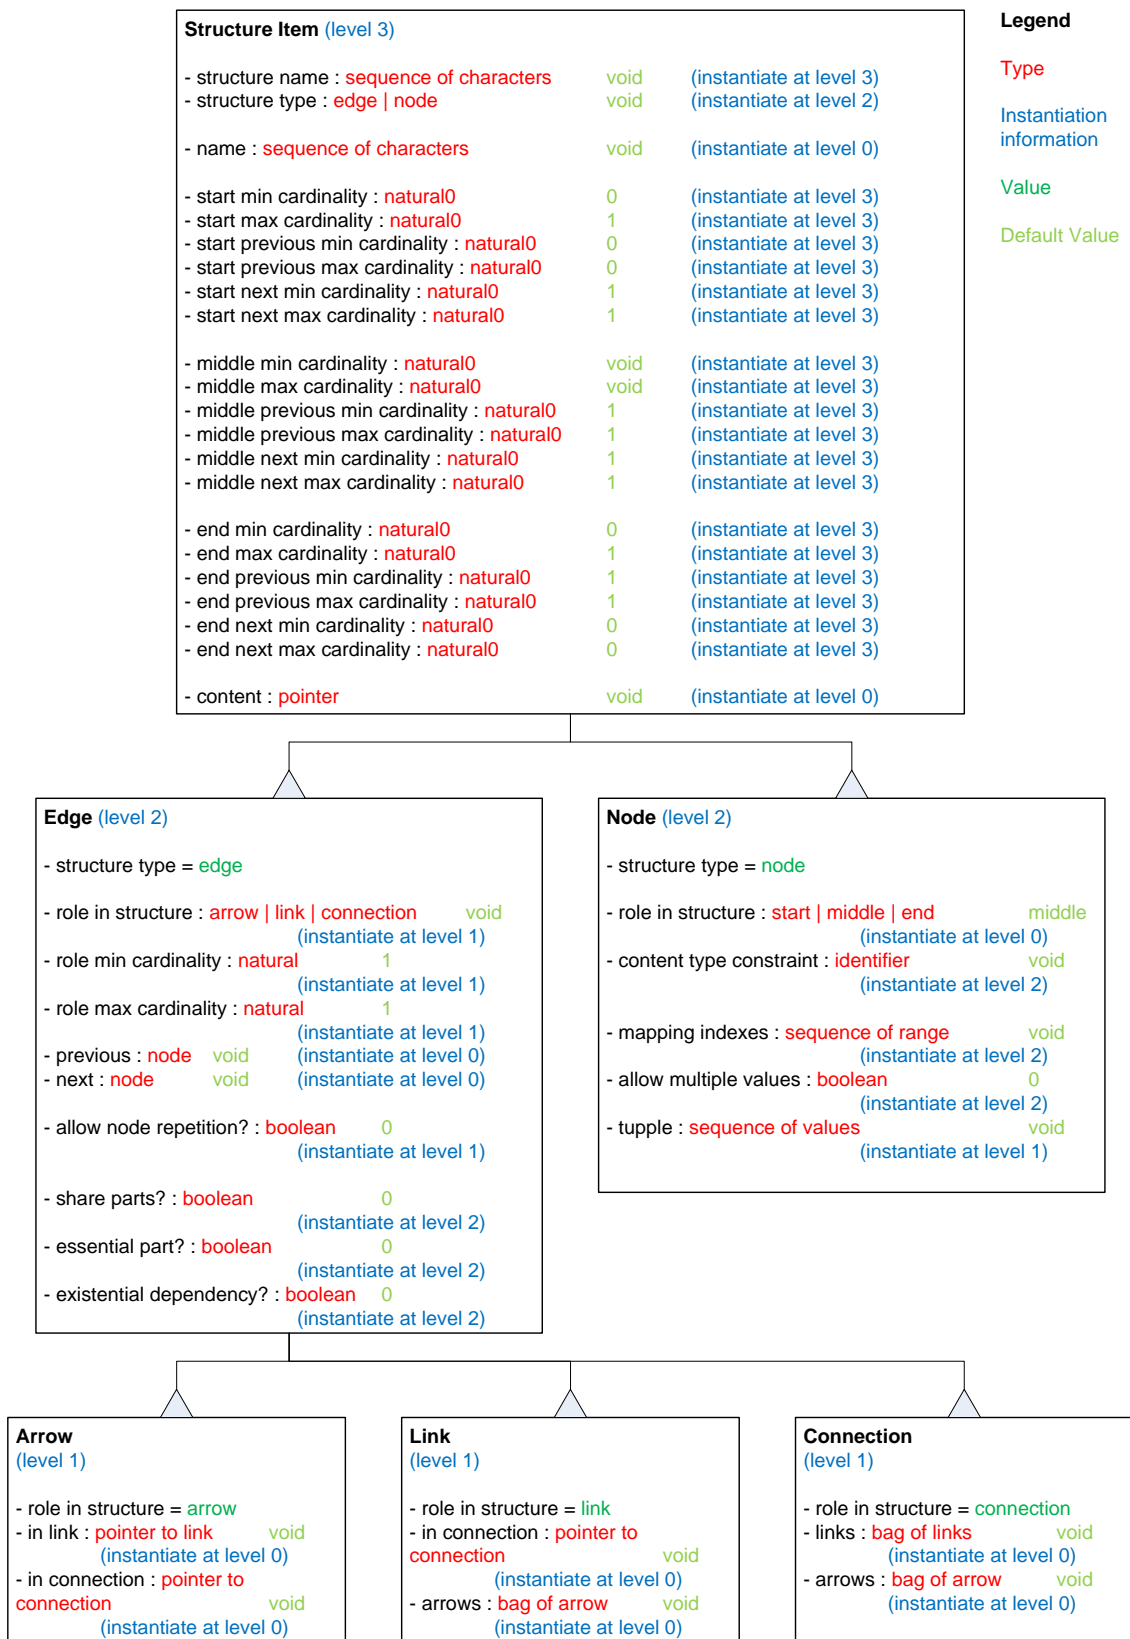 Structure Item (level 3)
- structure name : sequence of characters void (instantiate at level 3)
- structure type : edge | node void (instantiate at level 2)
- name : sequence of characters void (instantiate at level 0)
- start min cardinality : natural0 0 (instantiate at level 3)
- start max cardinality : natural0 1 (instantiate at level 3)
- start previous min cardinality : natural0 0 (instantiate at level 3)
- start previous max cardinality : natural0 0 (instantiate at level 3)
- start next min cardinality : natural0 1 (instantiate at level 3)
- start next max cardinality : natural0 1 (instantiate at level 3)
- middle min cardinality : natural0 void (instantiate at level 3)
- middle max cardinality : natural0 void (instantiate at level 3)
- middle previous min cardinality : natural0 1 (instantiate at level 3)
- middle previous max cardinality : natural0 1 (instantiate at level 3)
- middle next min cardinality : natural0 1 (instantiate at level 3)
- middle next max cardinality : natural0 1 (instantiate at level 3)
- end min cardinality : natural0 0 (instantiate at level 3)
- end max cardinality : natural0 1 (instantiate at level 3)
- end previous min cardinality : natural0 1 (instantiate at level 3)
- end previous max cardinality : natural0 1 (instantiate at level 3)
- end next min cardinality : natural0 0 (instantiate at level 3)
- end next max cardinality : natural0 0 (instantiate at level 3)
- content : pointer void (instantiate at level 0)
Legend
Type
Instantiation
information
Value
Default Value
Edge (level 2)
- structure type = edge
- role in structure : arrow | link | connection void
(instantiate at level 1)
- role min cardinality : natural 1
(instantiate at level 1)
- role max cardinality : natural 1
(instantiate at level 1)
- previous : node void (instantiate at level 0)
- next : node void (instantiate at level 0)
- allow node repetition? : boolean 0
(instantiate at level 1)
- share parts? : boolean 0
(instantiate at level 2)
- essential part? : boolean 0
(instantiate at level 2)
- existential dependency? : boolean 0
(instantiate at level 2)
Node (level 2)
- structure type = node
- role in structure : start | middle | end middle
(instantiate at level 0)
- content type constraint : identifier void
(instantiate at level 2)
- mapping indexes : sequence of range void
(instantiate at level 2)
- allow multiple values : boolean 0
(instantiate at level 2)
- tupple : sequence of values void
(instantiate at level 1)
Arrow
(level 1)
- role in structure = arrow
- in link : pointer to link void
(instantiate at level 0)
- in connection : pointer to
connection void
(instantiate at level 0)
Link
(level 1)
- role in structure = link
- in connection : pointer to
connection void
(instantiate at level 0)
- arrows : bag of arrow void
(instantiate at level 0)
Connection
(level 1)
- role in structure = connection
- links : bag of links void
(instantiate at level 0)
- arrows : bag of arrow void
(instantiate at level 0)